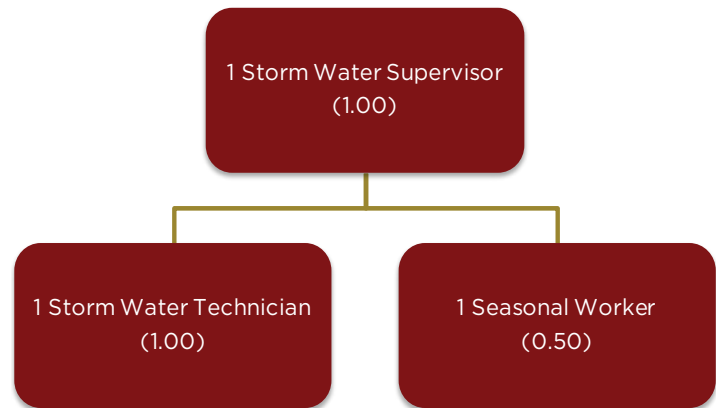 1 Storm Water Supervisor
(1.00)
1 Storm Water Technician
(1.00)
1 Seasonal Worker
(0.50)